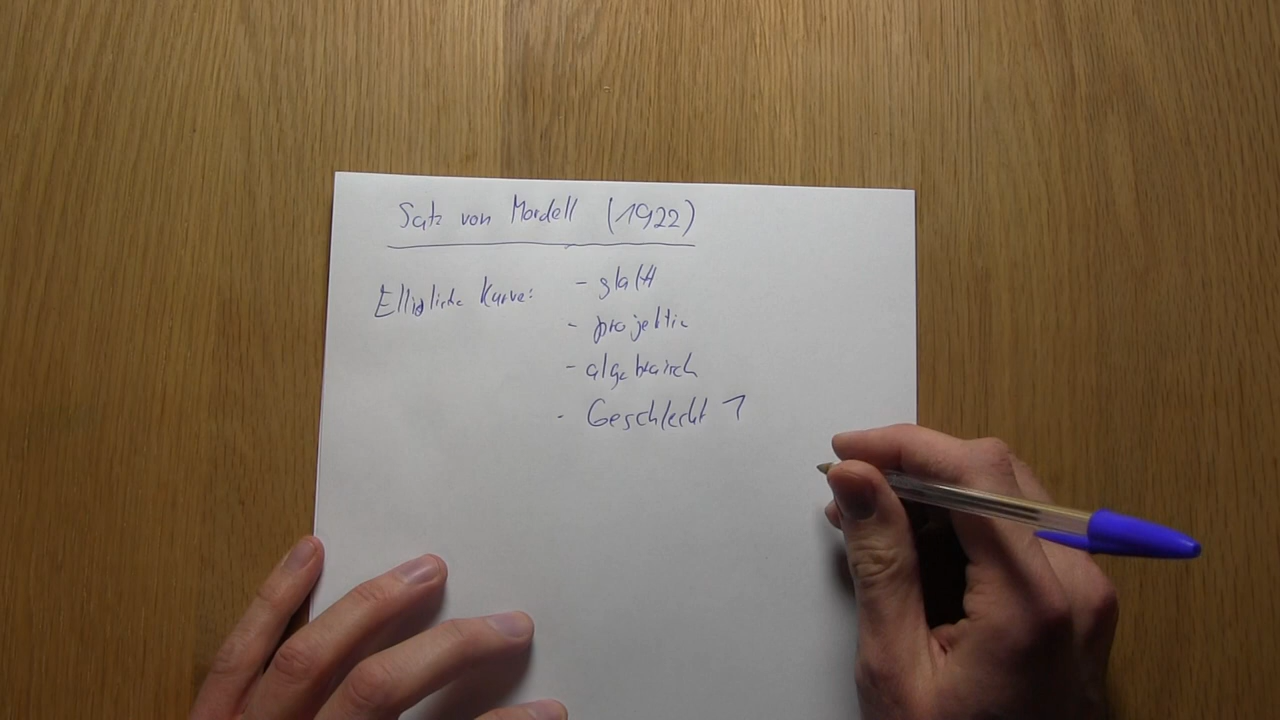 Satz von Mordell (1922)
Elliptische Kurve: - glatt
- projektiv
- algebraisch
- Geschlecht 1